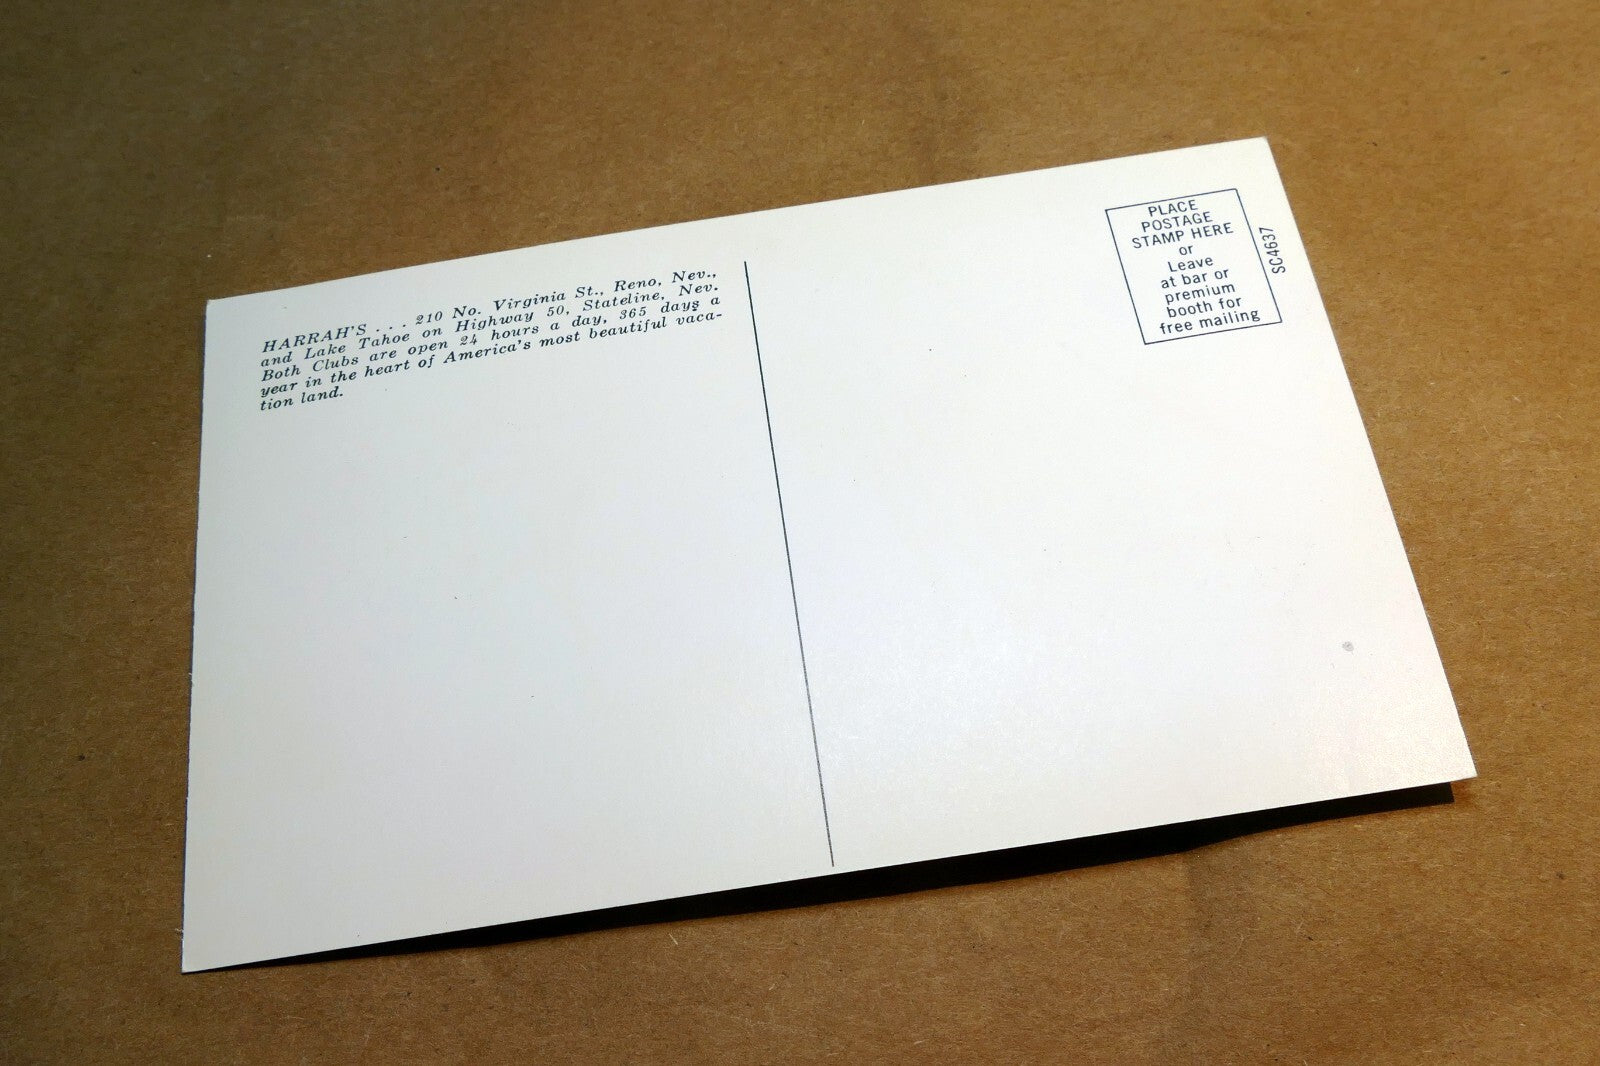 HARRAH'S . . . 210 No. Virginia St., Reno, Nev.,
and Lake Tahoe on Highway 50, Stateline, Nev.
Both Clubs are open 24 hours a day, 365 days a
year in the heart of America's most beautiful vaca-
tion land.
PLACE
POSTAGE
STAMP HERE
or
Leave
at bar or
premium
booth for
free mailing
SC4637